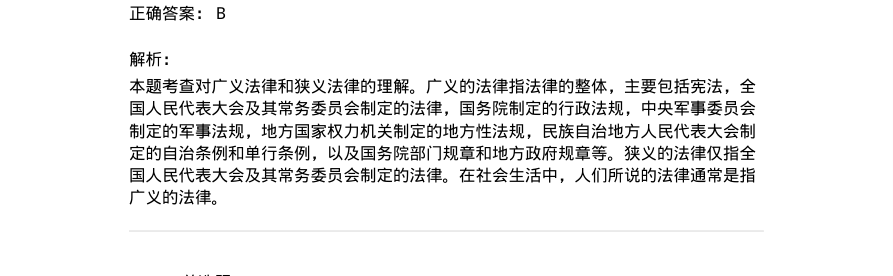 正确答案： B
解析：
本题考查对广义法律和狭义法律的理解。广义的法律指法律的整体，主要包括宪法，全
国人民代表大会及其常务委员会制定的法律，国务院制定的行政法规，中央军事委员会
制定的军事法规，地方国家权力机关制定的地方性法规，民族自治地方人民代表大会制
定的自治条例和单行条例，以及国务院部门规章和地方政府规章等。狭义的法律仅指全
国人民代表大会及其常务委员会制定的法律。在社会生活中，人们所说的法律通常是指
广义的法律。